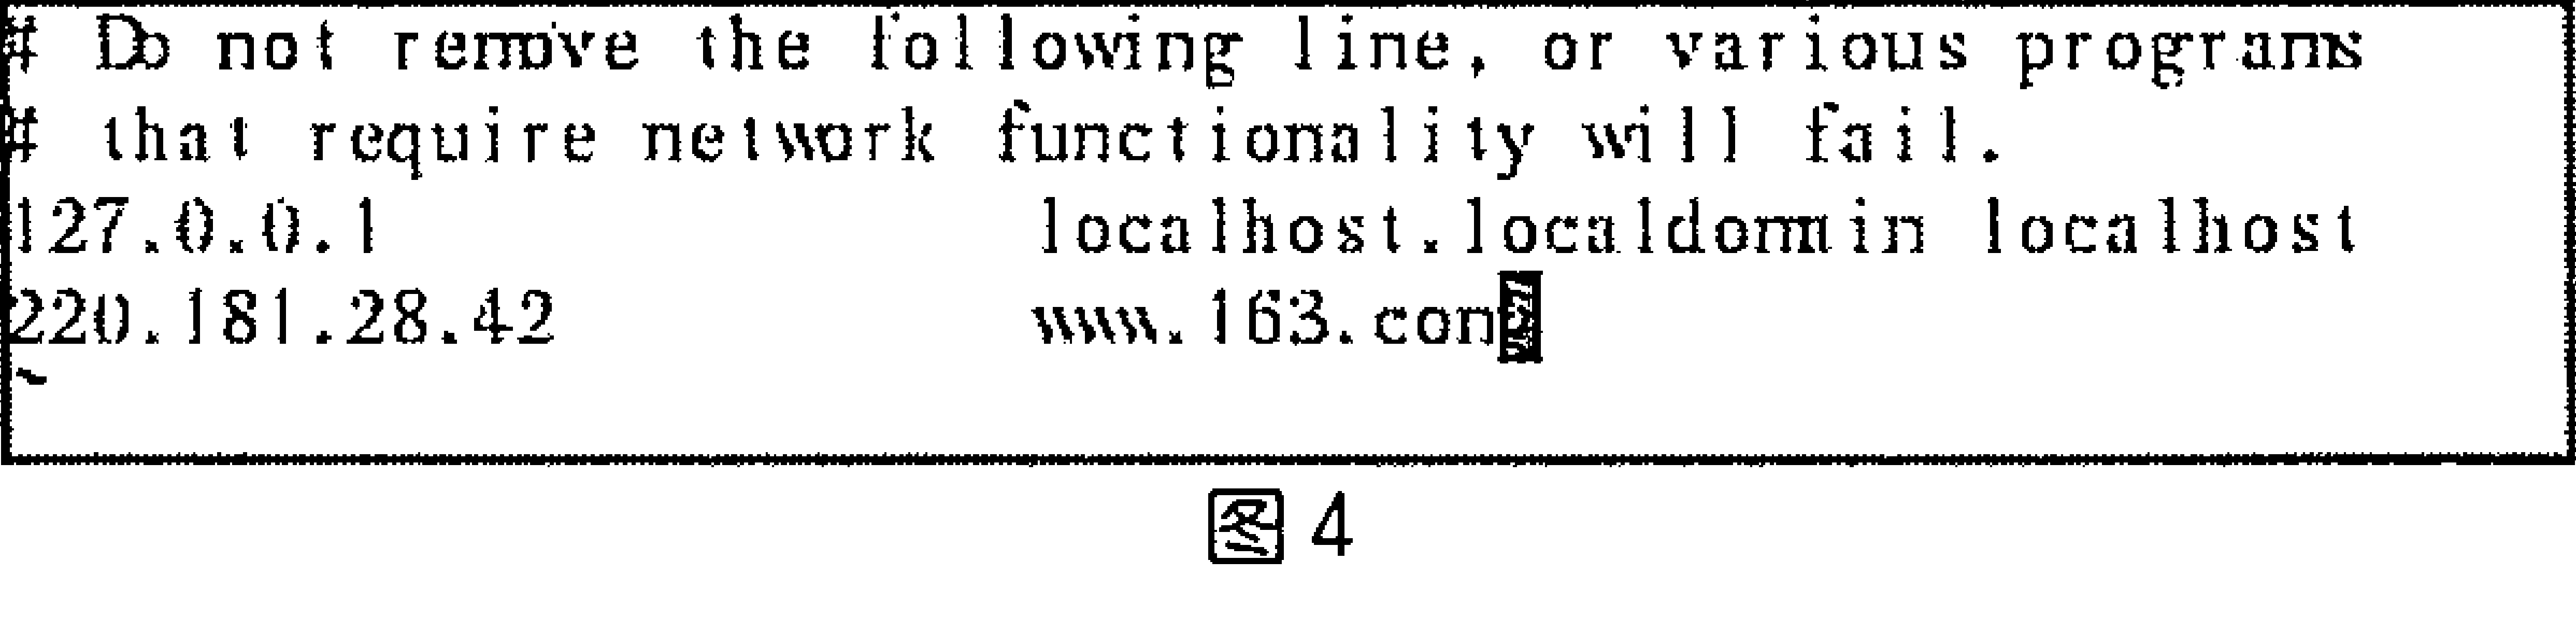 # Do not remove the following line, or various programs
# that require network functionality will fail.
127.0.0.1 localhost.localdomain localhost
220.181.28.42 www.163.com
~
图 4